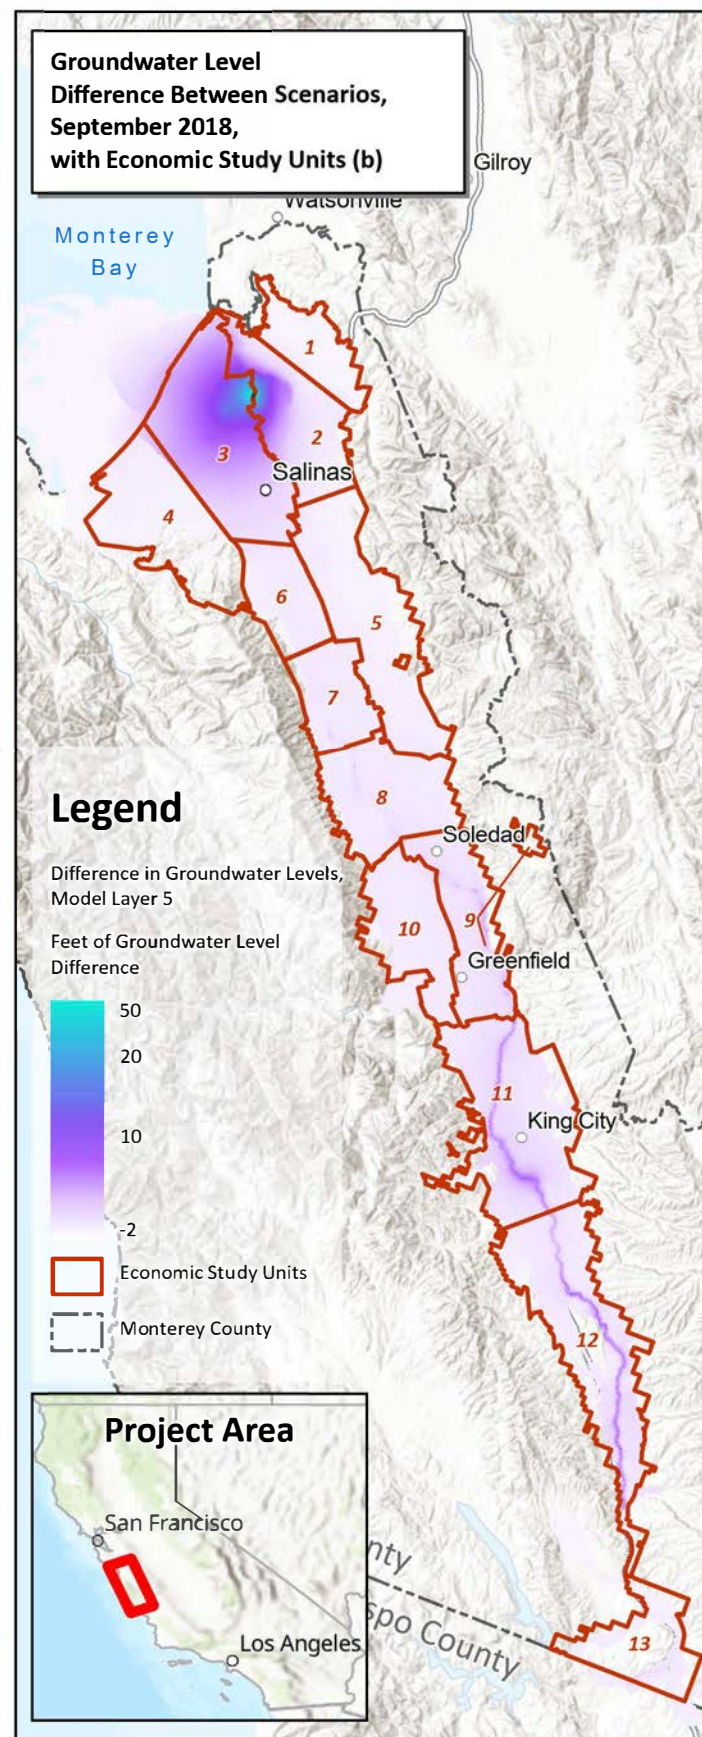 Groundwater Level
Difference Between Scenarios,
September 2018,
with Economic Study Units (b)
Gilroy
Watsonville
Monterey
Bay
1
2
3
Salinas
4
6
5
7
8
Legend
Soledad
Difference in Groundwater Levels,
Model Layer 5
9
10
Feet of Groundwater Level
Difference
Greenfield
50
20
10
-2
11
King City
Economic Study Units
Monterey County
12
Project Area
San Francisco
Los Angeles
nty
spo County
13